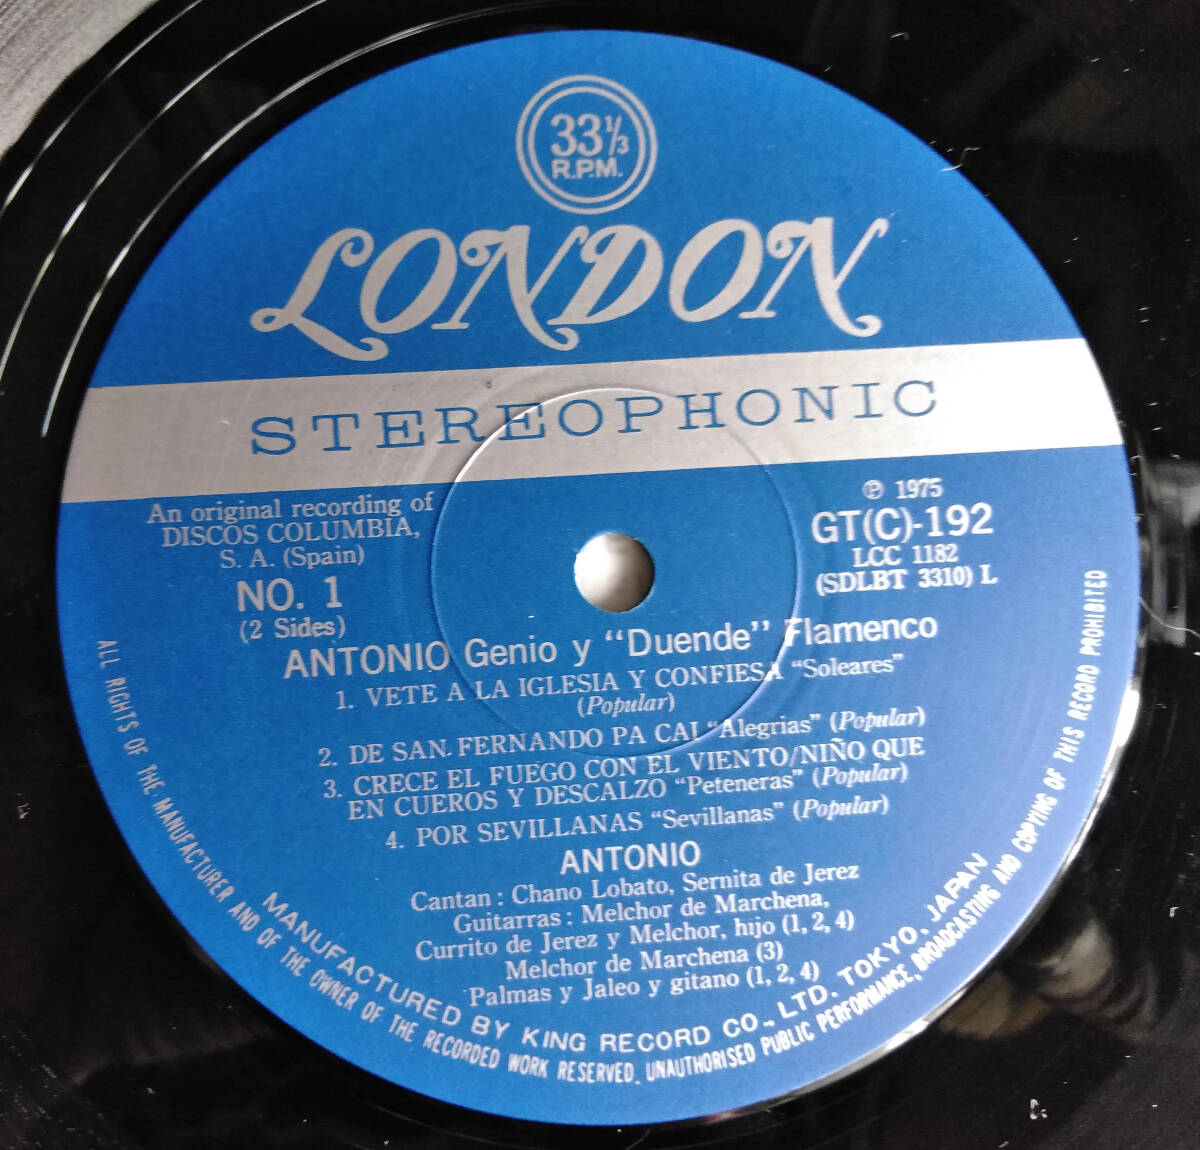 33⅓
R.P.M.
LONDON
STEREOPHONIC
An original recording of
DISCOS COLUMBIA,
S. A. (Spain)
NO. 1
(2 Sides)
℗ 1975
GT(C)-192
LCC 1182
(SDLBT 3310) L
ANTONIO Genio y "Duende" Flamenco
1. VETE A LA IGLESIA Y CONFIESA "Soleares"
(Popular)
2. DE SAN. FERNANDO PA CAI "Alegrias" (Popular)
3. CRECE EL FUEGO CON EL VIENTO/NIÑO QUE
EN CUEROS Y DESCALZO "Peteneras" (Popular)
4. POR SEVILLANAS "Sevillanas" (Popular)
ANTONIO
Cantan : Chano Lobato, Sernita de Jerez
Guitarras : Melchor de Marchena,
Currito de Jerez y Melchor, hijo (1, 2, 4)
Melchor de Marchena (3)
Palmas y Jaleo y gitano (1, 2, 4)
MANUFACTURED BY KING RECORD CO., LTD. TOKYO, JAPAN
ALL RIGHTS OF THE MANUFACTURER AND OF THE OWNER OF THE RECORDED WORK RESERVED. UNAUTHORISED PUBLIC PERFORMANCE, BROADCASTING AND COPYING OF THIS RECORD PROHIBITED